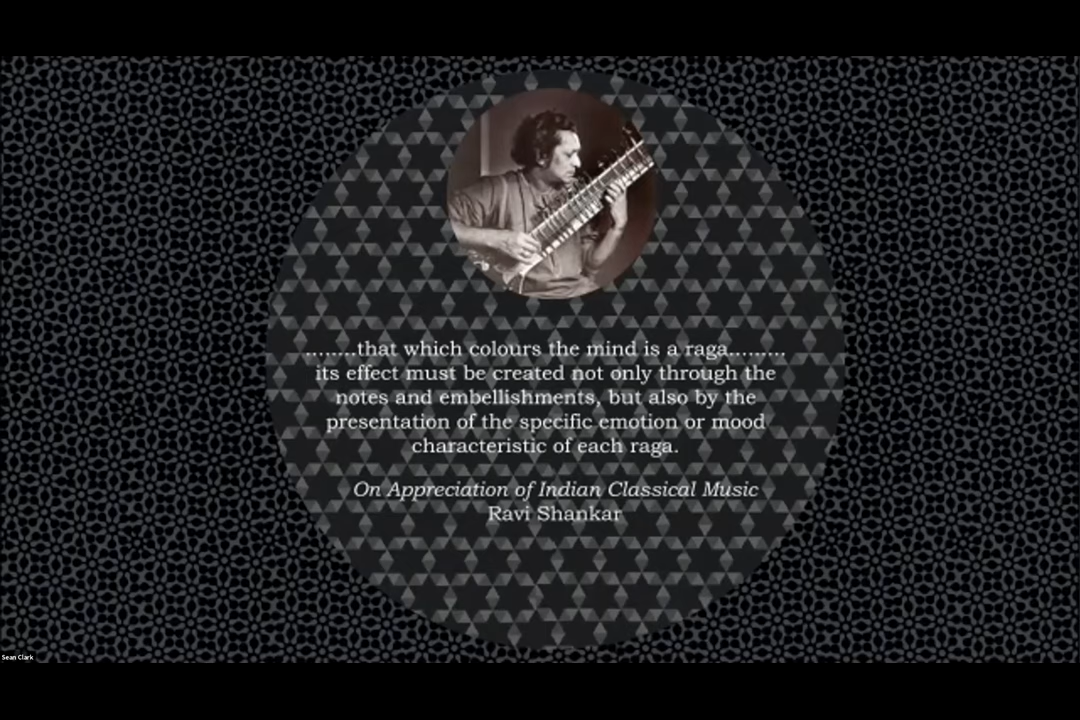 ........that which colours the mind is a raga.........
its effect must be created not only through the
notes and embellishments, but also by the
presentation of the specific emotion or mood
characteristic of each raga.
On Appreciation of Indian Classical Music
Ravi Shankar
Sean Clark